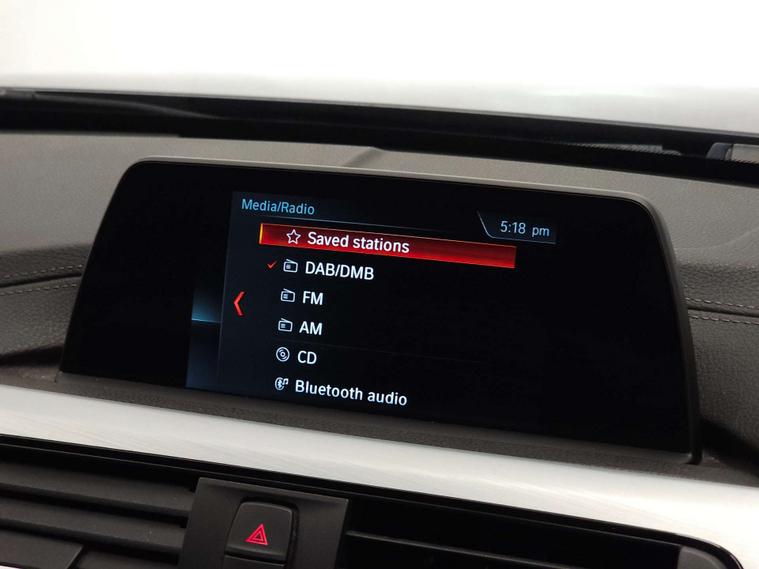 Media/Radio
5:18 pm
Saved stations
DAB/DMB
FM
AM
CD
Bluetooth audio